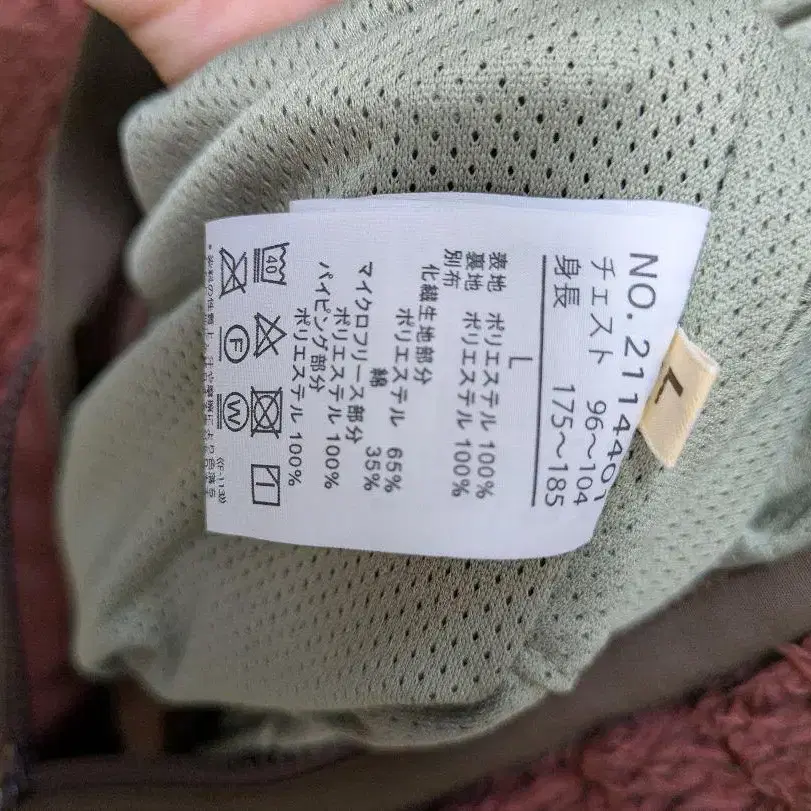 NO. 2114401
チェスト 96〜104
身長 175〜185
L
表地 ポリエステル 100%
裏地 ポリエステル 100%
別布
化繊生地部分
ポリエステル 65%
綿 35%
マイクロフリース部分
ポリエステル 100%
パイピング部分
ポリエステル 100%
40
F W
(F-113)
L